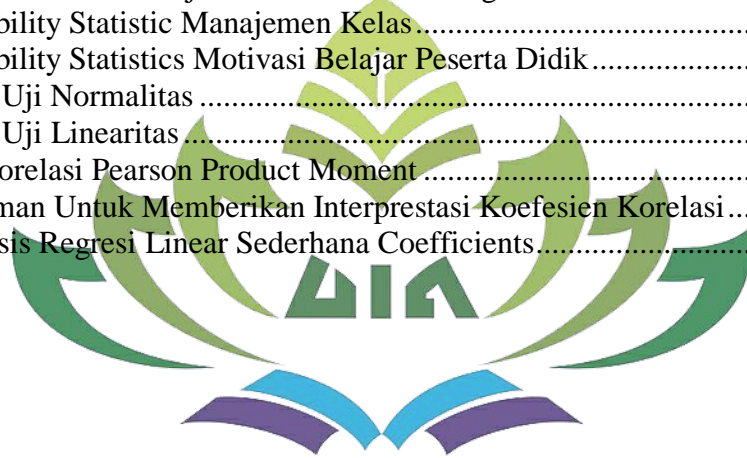 bility Statistic Manajemen Kelas
bility Statistics Motivasi Belajar Peserta Didik
Uji Normalitas
Uji Linearitas
orelasi Pearson Product Moment
man Untuk Memberikan Interprestasi Koefesien Korelasi
sis Regresi Linear Sederhana Coefficients
UIN